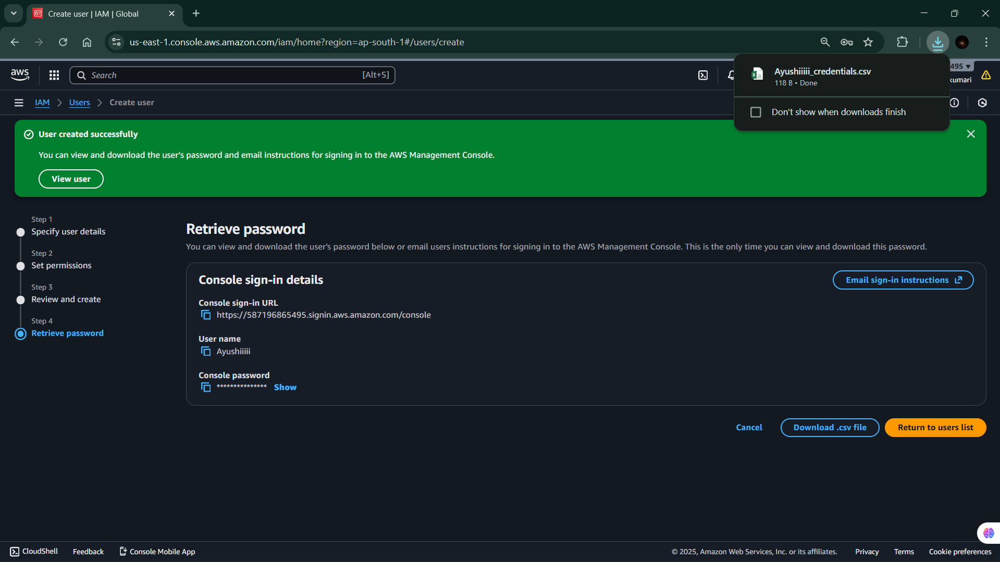 Create user | IAM | Global
us-east-1.console.aws.amazon.com/iam/home?region=ap-south-1#/users/create
Ayushiiiii_credentials.csv
118 B • Done
Don't show when downloads finish
aws
Search
[Alt+S]
495
kumari
IAM
Users
Create user
User created successfully
You can view and download the user's password and email instructions for signing in to the AWS Management Console.
View user
Step 1
Specify user details
Step 2
Set permissions
Step 3
Review and create
Step 4
Retrieve password
Retrieve password
You can view and download the user's password below or email users instructions for signing in to the AWS Management Console. This is the only time you can view and download this password.
Console sign-in details
Email sign-in instructions
Console sign-in URL
https://587196865495.signin.aws.amazon.com/console
User name
Ayushiiiii
Console password
*************** Show
Cancel
Download .csv file
Return to users list
CloudShell
Feedback
Console Mobile App
© 2025, Amazon Web Services, Inc. or its affiliates.
Privacy
Terms
Cookie preferences